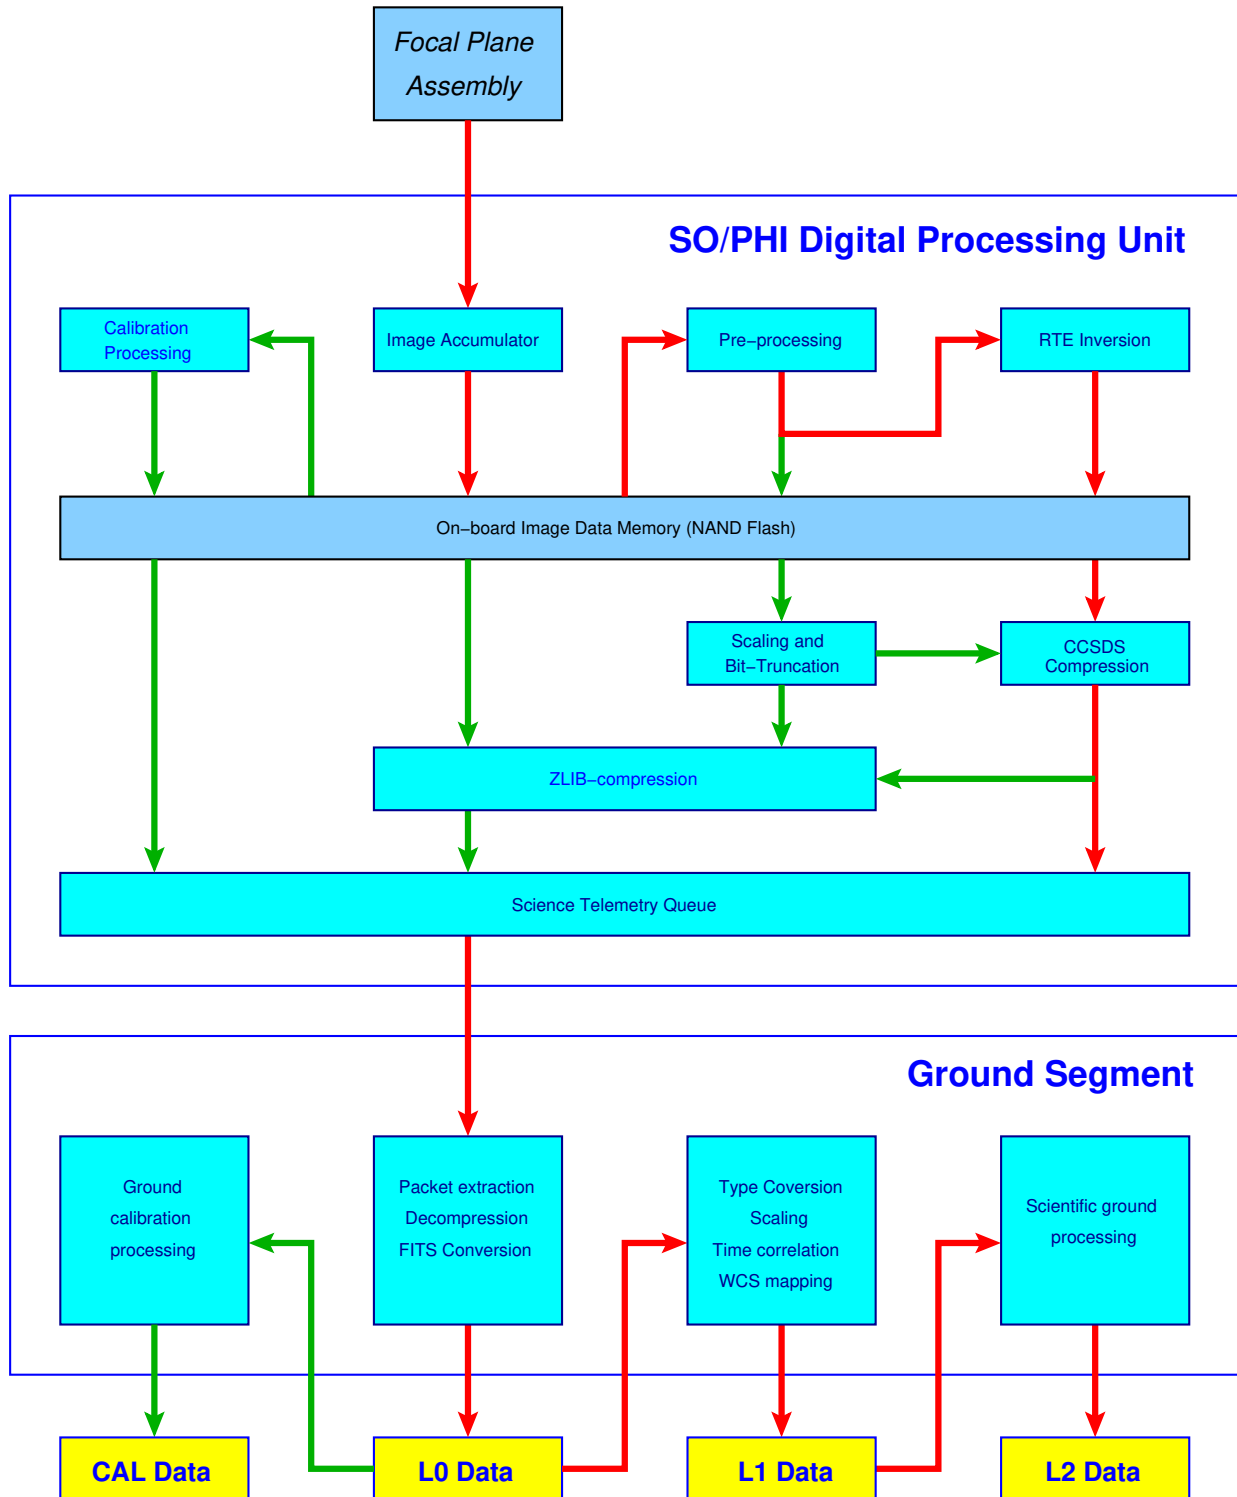 Focal Plane
Assembly
SO/PHI Digital Processing Unit
Calibration
Processing
Image Accumulator
Pre−processing
RTE Inversion
On−board Image Data Memory (NAND Flash)
Scaling and
Bit−Truncation
CCSDS
Compression
ZLIB−compression
Science Telemetry Queue
Ground Segment
Ground
calibration
processing
Packet extraction
Decompression
FITS Conversion
Type Coversion
Scaling
Time correlation
WCS mapping
Scientific ground
processing
CAL Data
L0 Data
L1 Data
L2 Data